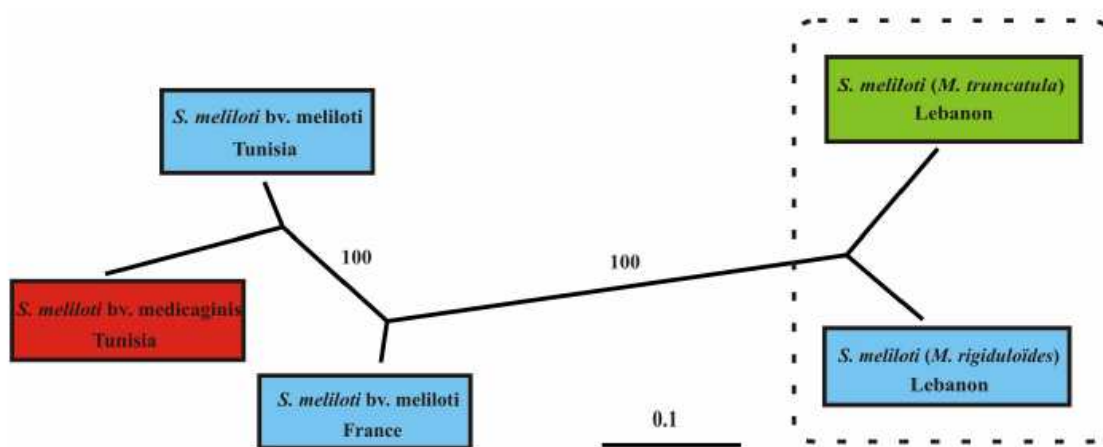 S. meliloti (M. truncatula)
Lebanon
S. meliloti bv. meliloti
Tunisia
100
100
S. meliloti bv. medicaginis
Tunisia
S. meliloti (M. rigiduloïdes)
Lebanon
S. meliloti bv. meliloti
France
0.1